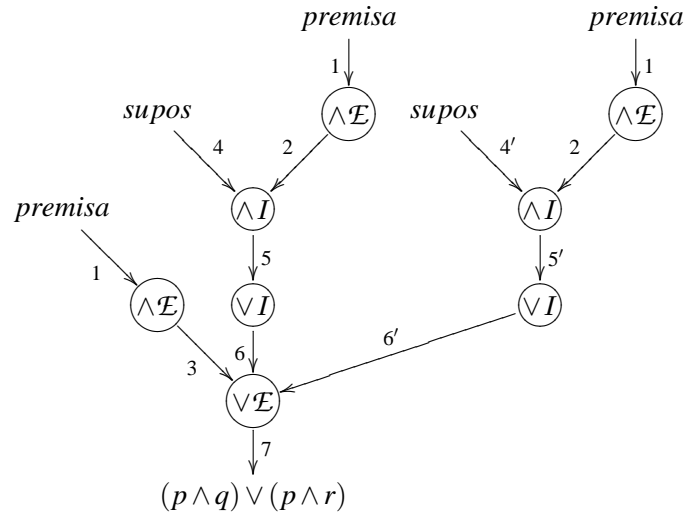 premisa premisa
1 1
supos ∧ℰ supos ∧ℰ
4 2 4′ 2
premisa ∧I ∧I
1 5 5′
∧ℰ ∨I ∨I
3 6 6′
∨ℰ
7
(p ∧ q) ∨ (p ∧ r)